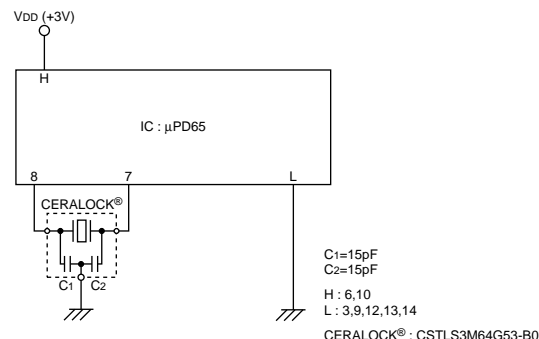 VDD (+3V)
H
IC : μPD65
8 7 L
CERALOCK®
C1 C2
C1=15pF
C2=15pF
H : 6,10
L : 3,9,12,13,14
CERALOCK® : CSTLS3M64G53-B0